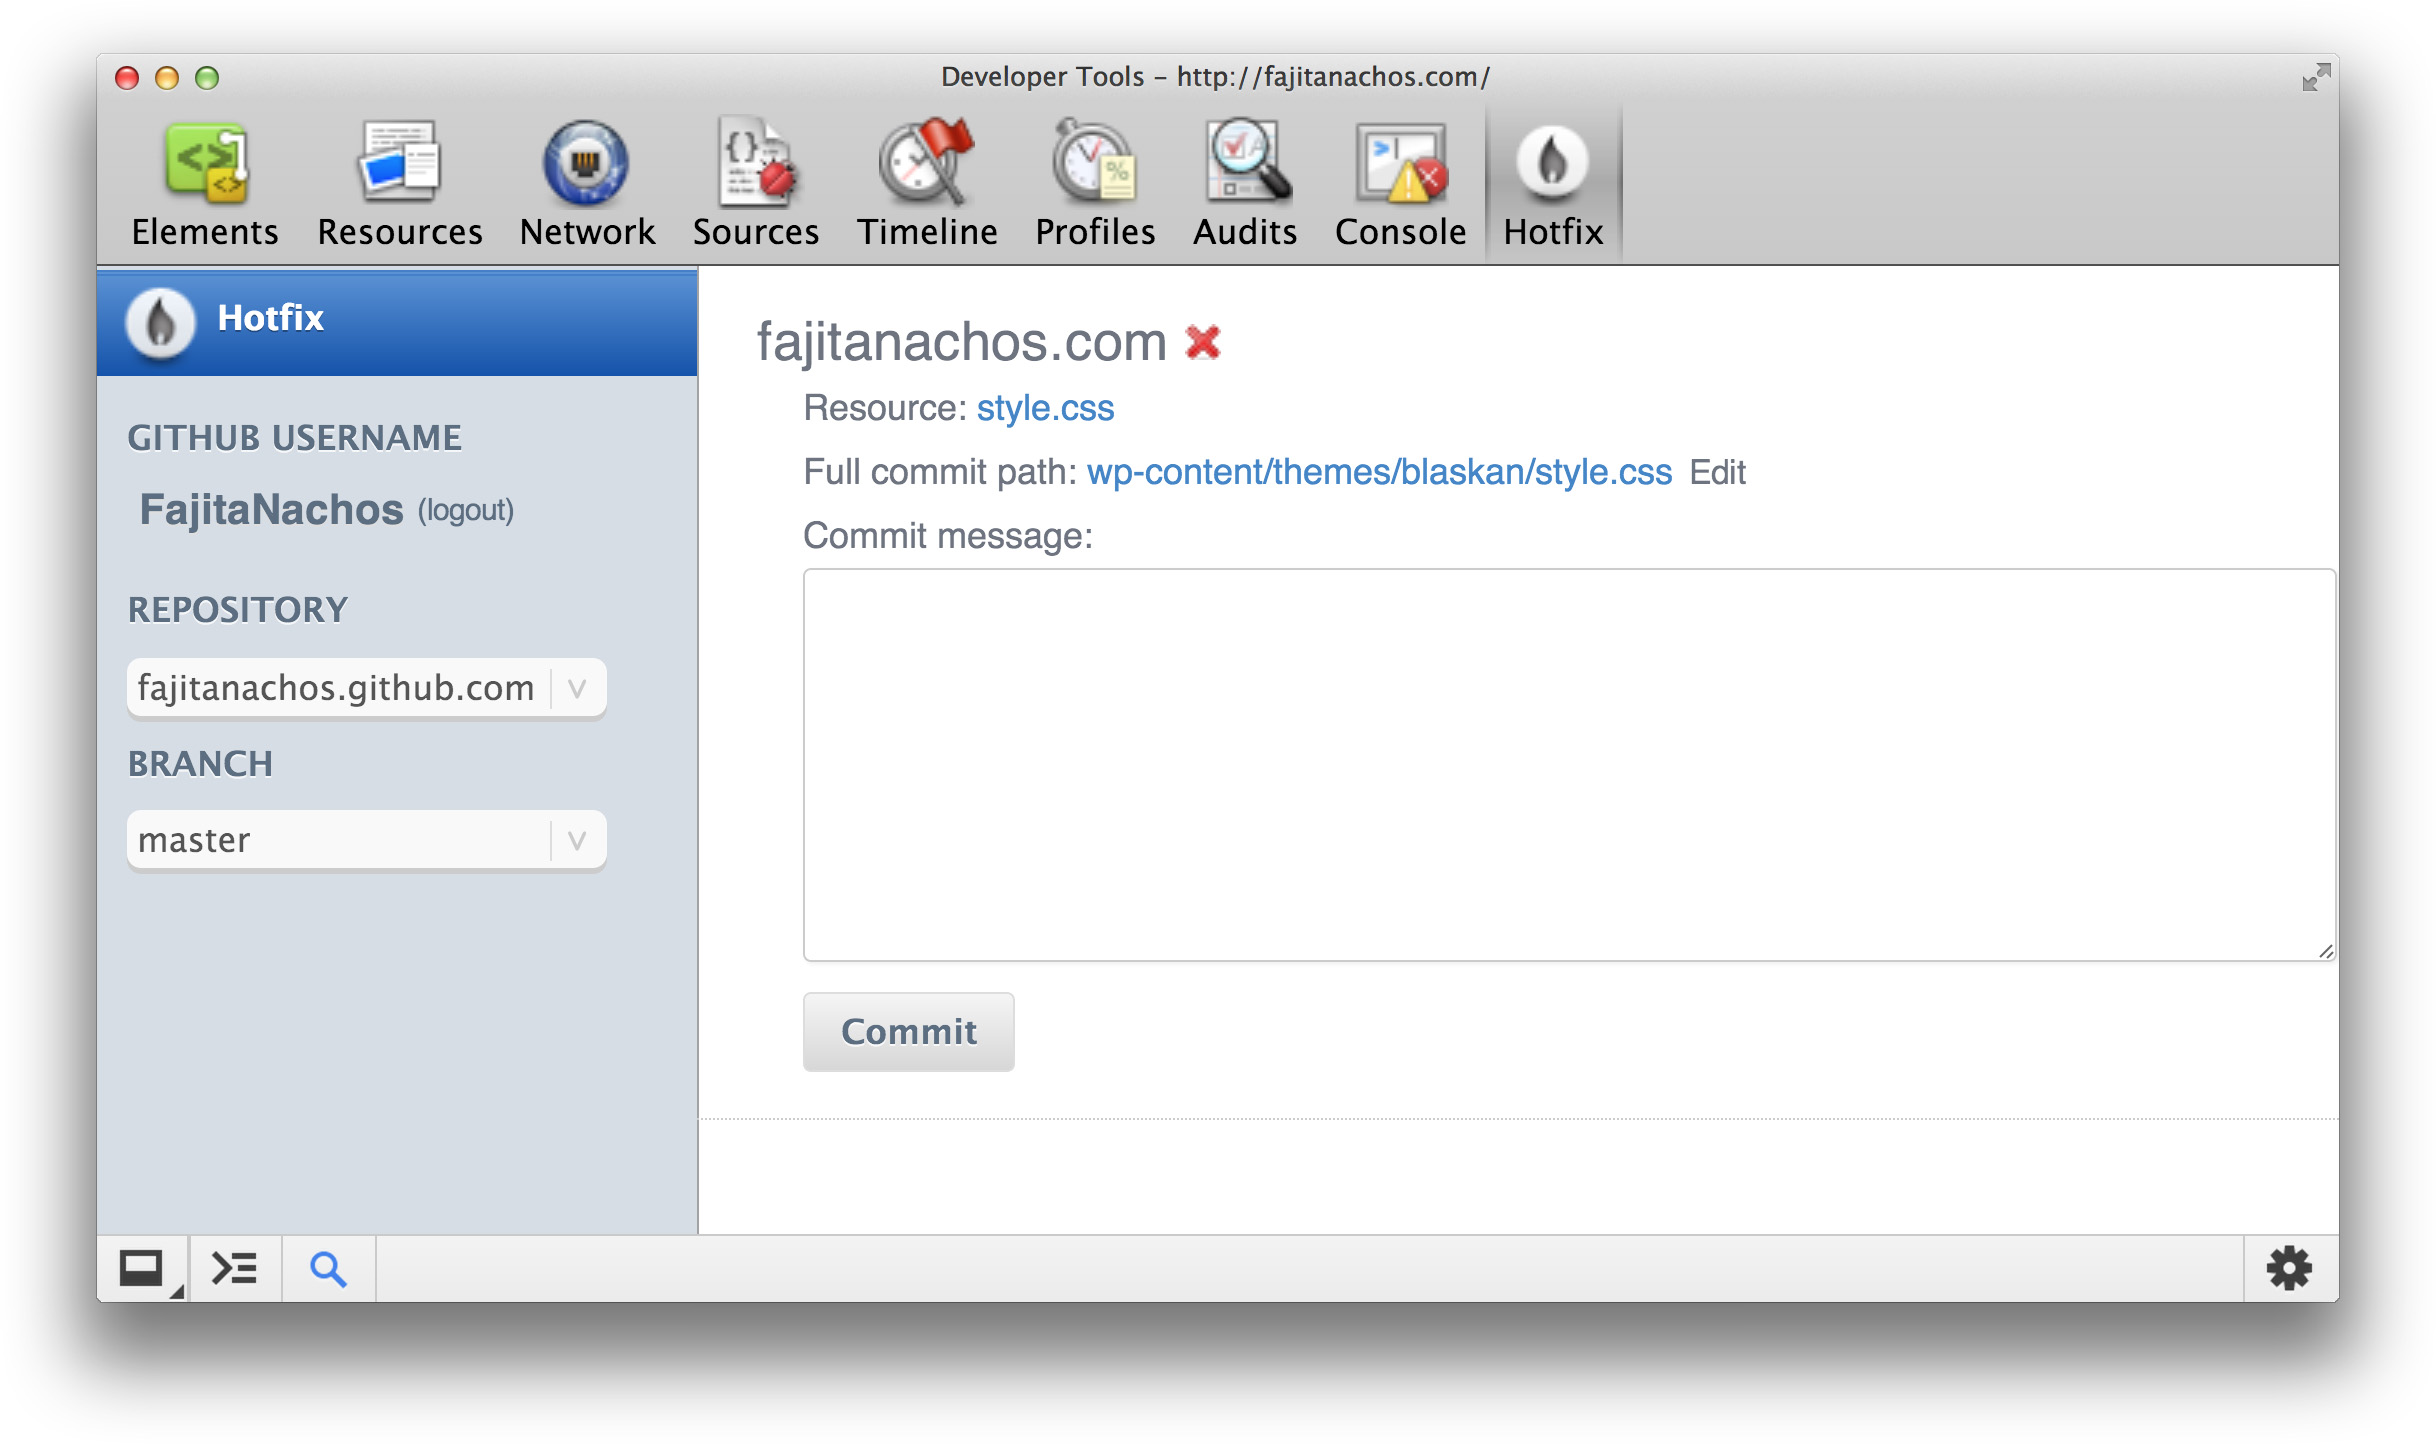 Developer Tools – http://fajitanachos.com/
Elements Resources Network Sources Timeline Profiles Audits Console Hotfix
Hotfix
GITHUB USERNAME
FajitaNachos (logout)
REPOSITORY
fajitanachos.github.com
BRANCH
master
fajitanachos.com
Resource: style.css
Full commit path: wp-content/themes/blaskan/style.css Edit
Commit message:
Commit